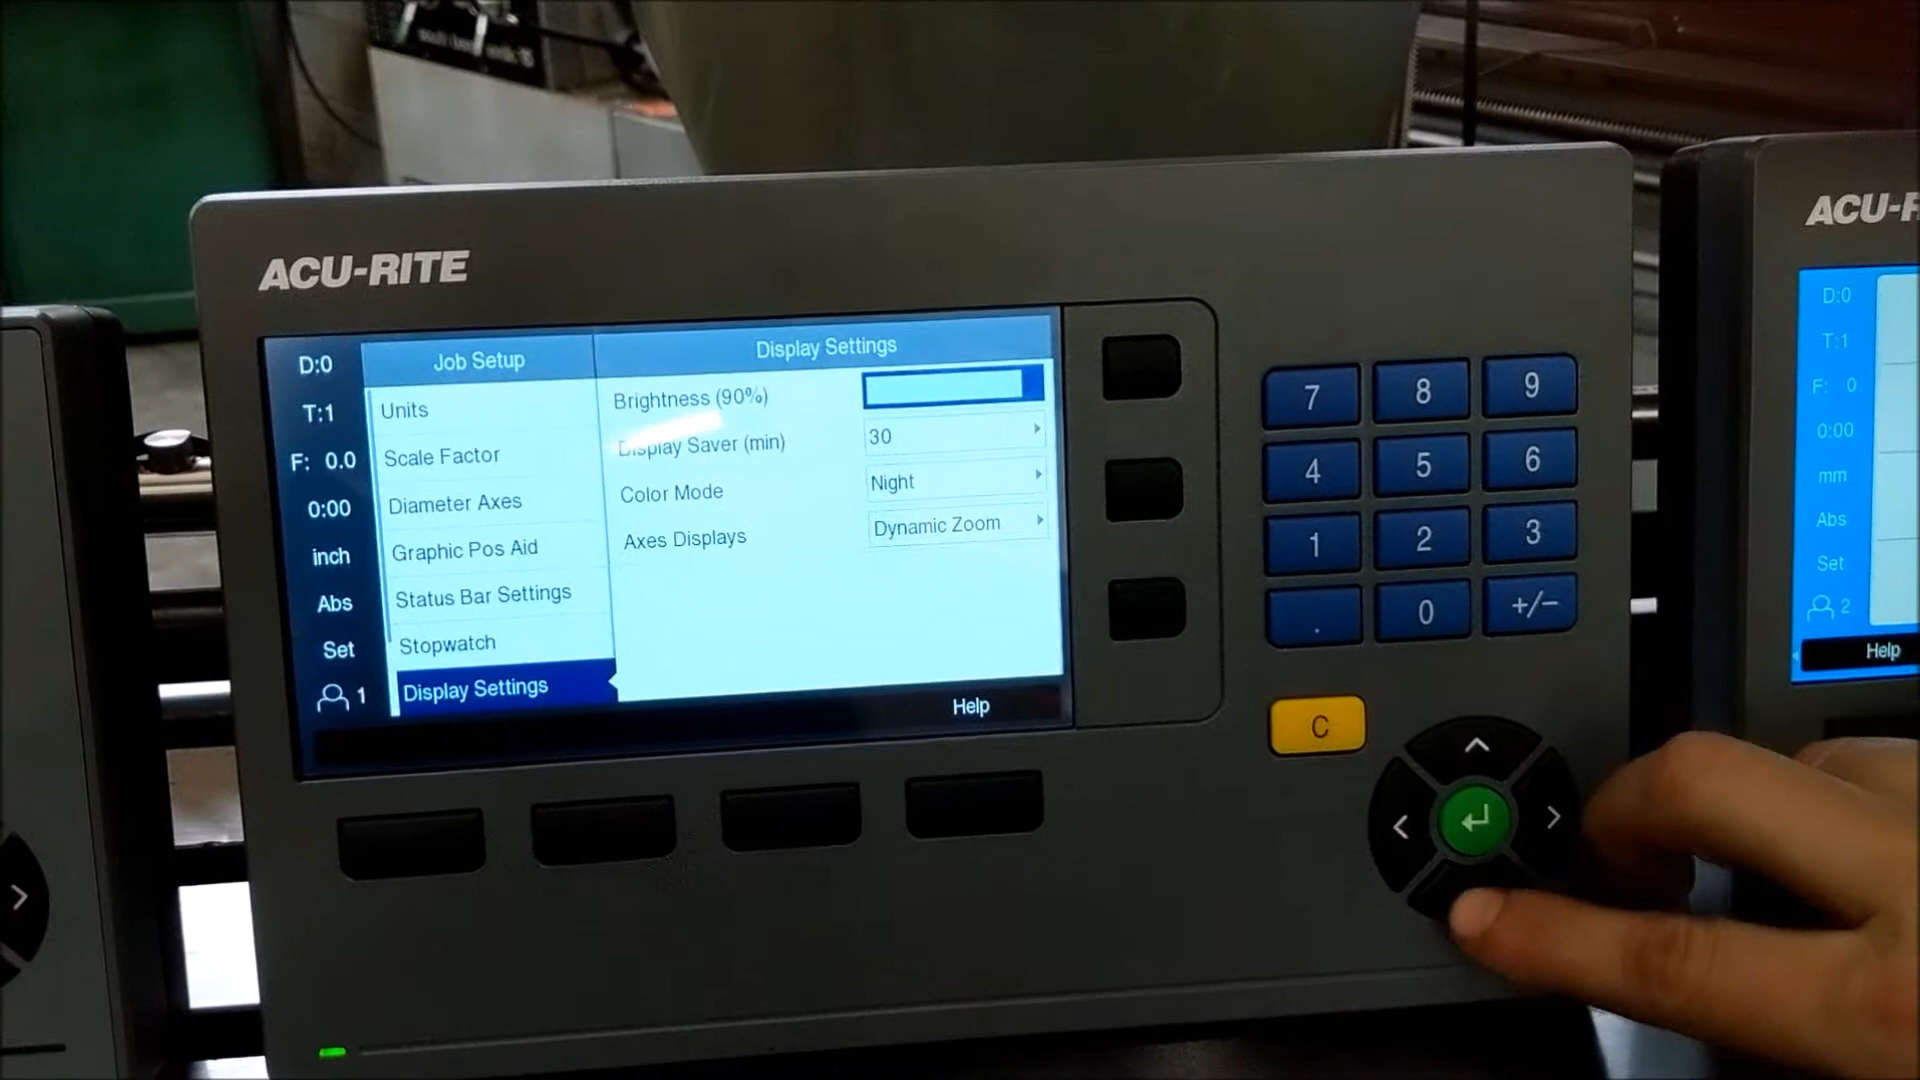 ACU-RITE
D:0
T:1
F: 0.0
0:00
inch
Abs
Set
1
Job Setup
Units
Scale Factor
Diameter Axes
Graphic Pos Aid
Status Bar Settings
Stopwatch
Display Settings
Display Settings
Brightness (90%)
Display Saver (min) 30
Color Mode Night
Axes Displays Dynamic Zoom
Help
7 8 9
4 5 6
1 2 3
. 0 +/−
C
ACU-R
D:0
T:1
F: 0
0:00
mm
Abs
Set
2
Help